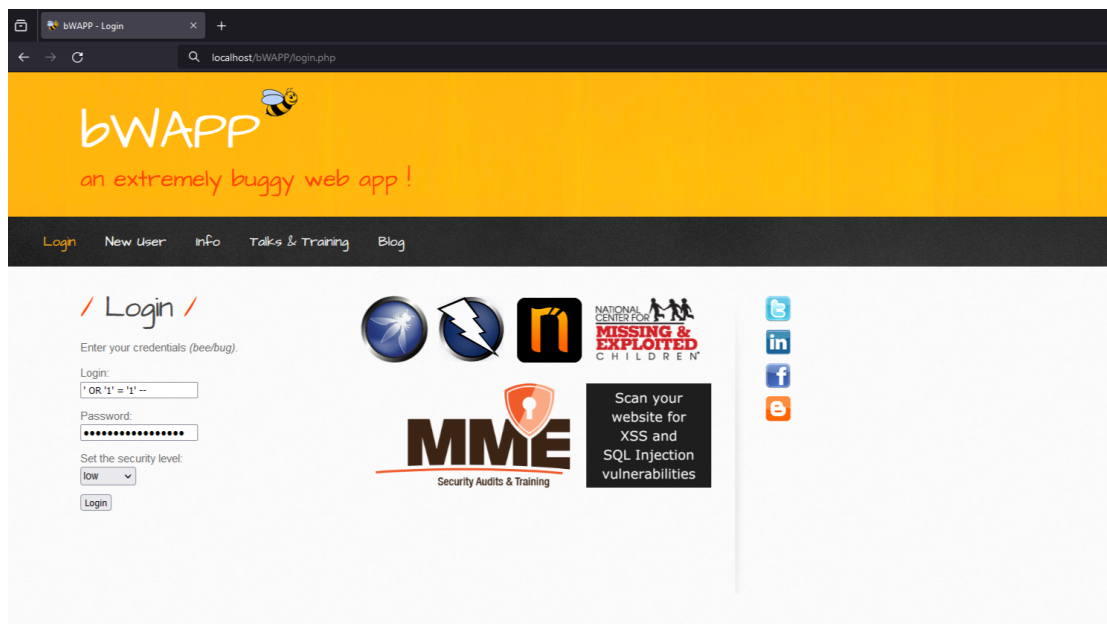 bWAPP - Login
localhost/bWAPP/login.php
bWAPP
an extremely buggy web app !
Login New User Info Talks & Training Blog
/ Login /
Enter your credentials (bee/bug).
Login:
' OR '1' = '1' --
Password:
•••••••••••••••••
Set the security level:
low
Login
NATIONAL
CENTER FOR
MISSING &
EXPLOITED
CHILDREN
MME
Security Audits & Training
Scan your
website for
XSS and
SQL Injection
vulnerabilities